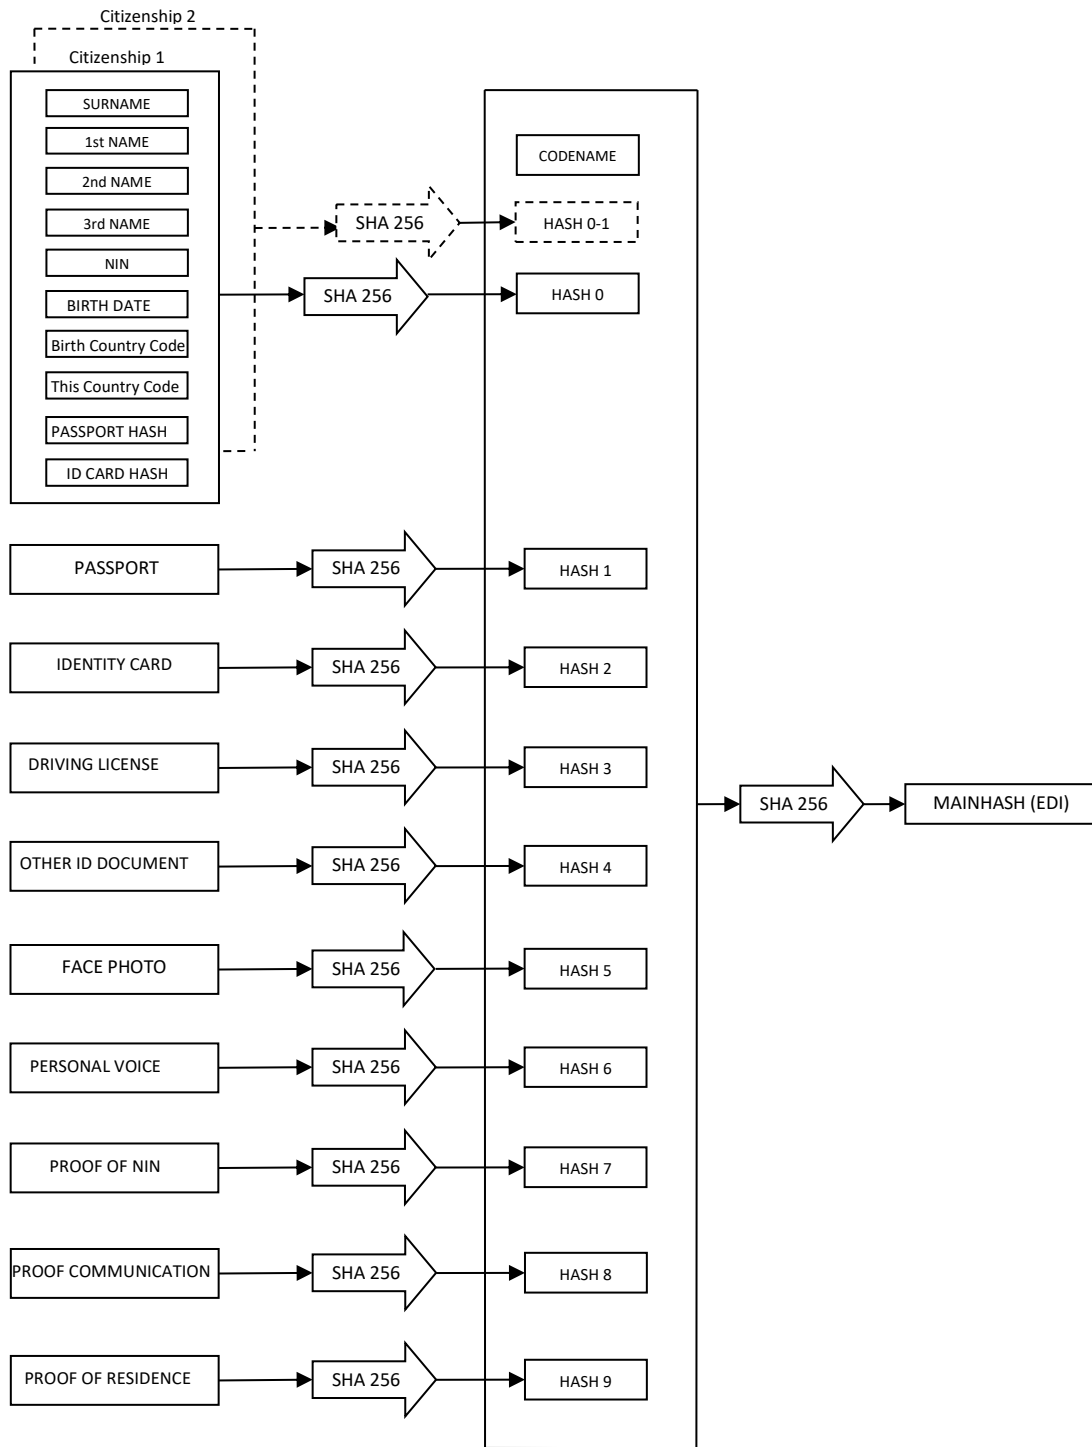 Citizenship 2
Citizenship 1
SURNAME
1st NAME
2nd NAME
3rd NAME
NIN
BIRTH DATE
Birth Country Code
This Country Code
PASSPORT HASH
ID CARD HASH
CODENAME
SHA 256
HASH 0-1
SHA 256
HASH 0
PASSPORT
SHA 256
HASH 1
IDENTITY CARD
SHA 256
HASH 2
DRIVING LICENSE
SHA 256
HASH 3
SHA 256
MAINHASH (EDI)
OTHER ID DOCUMENT
SHA 256
HASH 4
FACE PHOTO
SHA 256
HASH 5
PERSONAL VOICE
SHA 256
HASH 6
PROOF OF NIN
SHA 256
HASH 7
PROOF COMMUNICATION
SHA 256
HASH 8
PROOF OF RESIDENCE
SHA 256
HASH 9